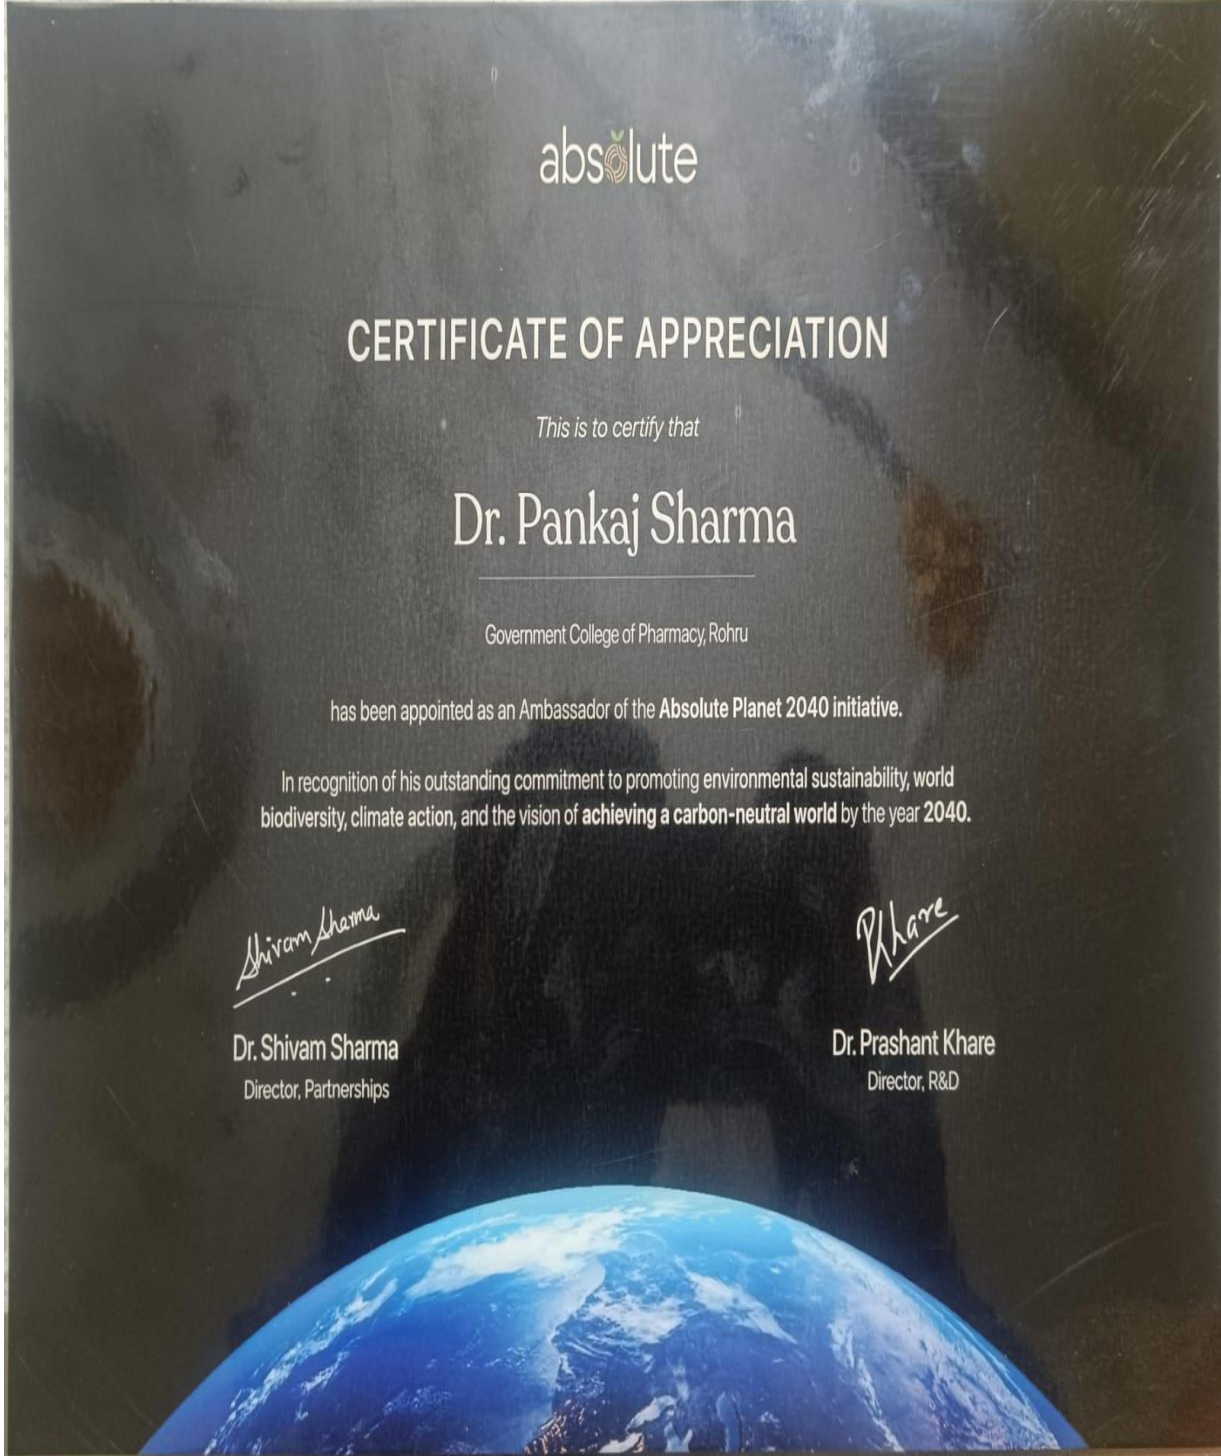 absolute
CERTIFICATE OF APPRECIATION
This is to certify that
Dr. Pankaj Sharma
Government College of Pharmacy, Rohru
has been appointed as an Ambassador of the Absolute Planet 2040 initiative.
In recognition of his outstanding commitment to promoting environmental sustainability, world
biodiversity, climate action, and the vision of achieving a carbon-neutral world by the year 2040.
Shivam Sharma
PKhare
Dr. Shivam Sharma
Dr. Prashant Khare
Director, Partnerships
Director, R&D